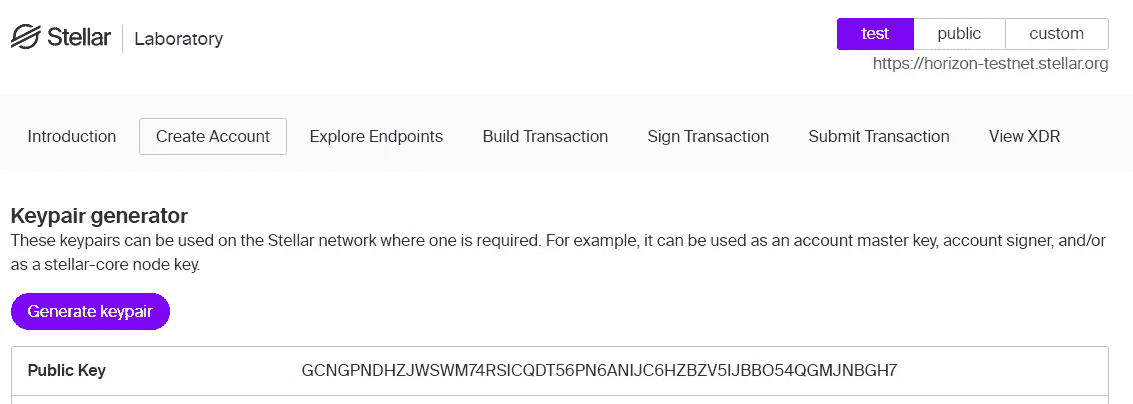 Stellar Laboratory
test public custom
https://horizon-testnet.stellar.org
Introduction Create Account Explore Endpoints Build Transaction Sign Transaction Submit Transaction View XDR
Keypair generator
These keypairs can be used on the Stellar network where one is required. For example, it can be used as an account master key, account signer, and/or
as a stellar-core node key.
Generate keypair
Public Key GCNGPNDHZJWSWM74RSICQDT56PN6ANIJC6HZBZV5IJBBO54QGMJNBGH7